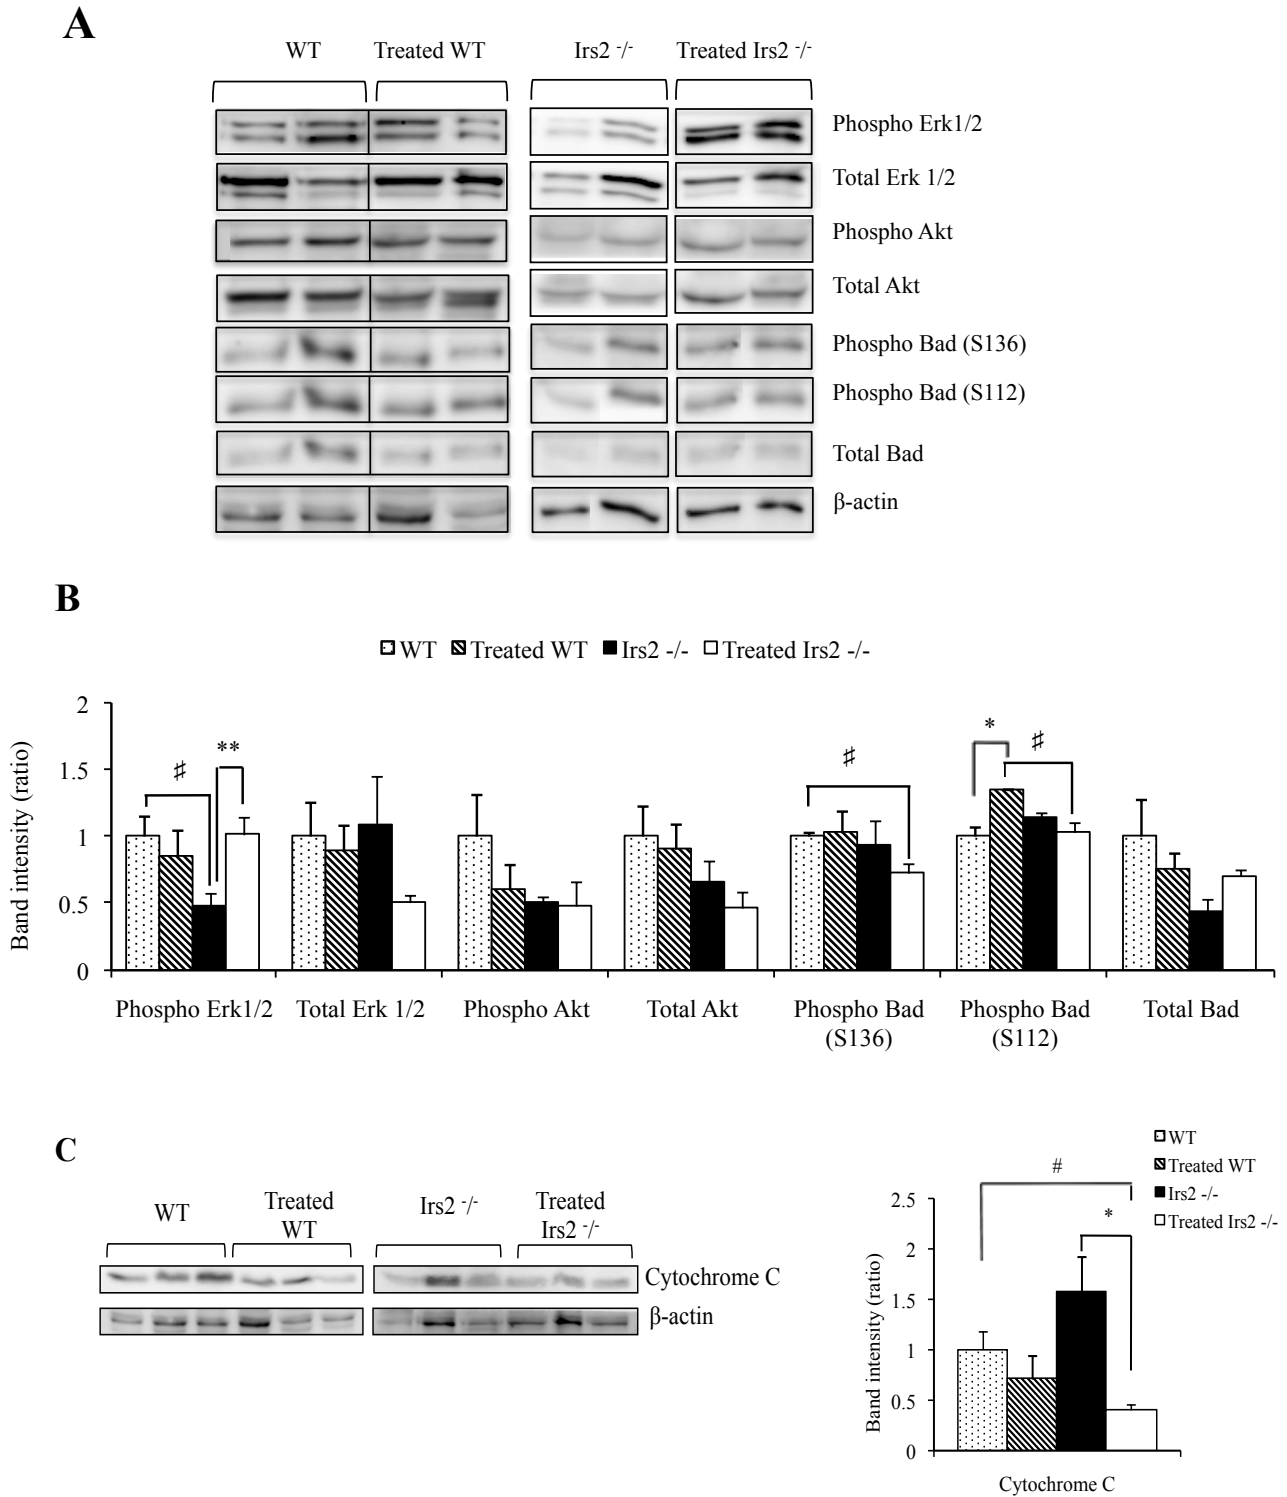 A
WT Treated WT Irs2 -/- Treated Irs2 -/-
Phospho Erk1/2
Total Erk 1/2
Phospho Akt
Total Akt
Phospho Bad (S136)
Phospho Bad (S112)
Total Bad
β-actin
B
WT Treated WT Irs2 -/- Treated Irs2 -/-
Band intensity (ratio)
2
1.5
1
0.5
0
♯ ** ♯ * ♯
Phospho Erk1/2 Total Erk 1/2 Phospho Akt Total Akt Phospho Bad (S136) Phospho Bad (S112) Total Bad
C
WT Treated WT Irs2 -/- Treated Irs2 -/-
Cytochrome C
β-actin
WT
Treated WT
Irs2 -/-
Treated Irs2 -/-
# *
Band intensity (ratio)
2.5
2
1.5
1
0.5
0
Cytochrome C